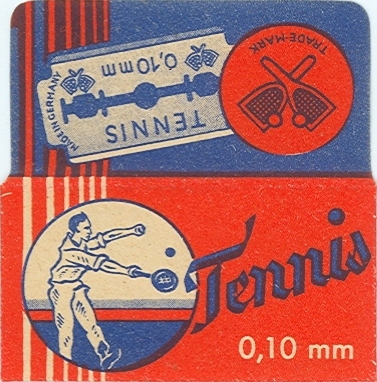 TRADE-MARK
0,10mm
TENNIS
MADE IN GERMANY
Tennis
0,10 mm